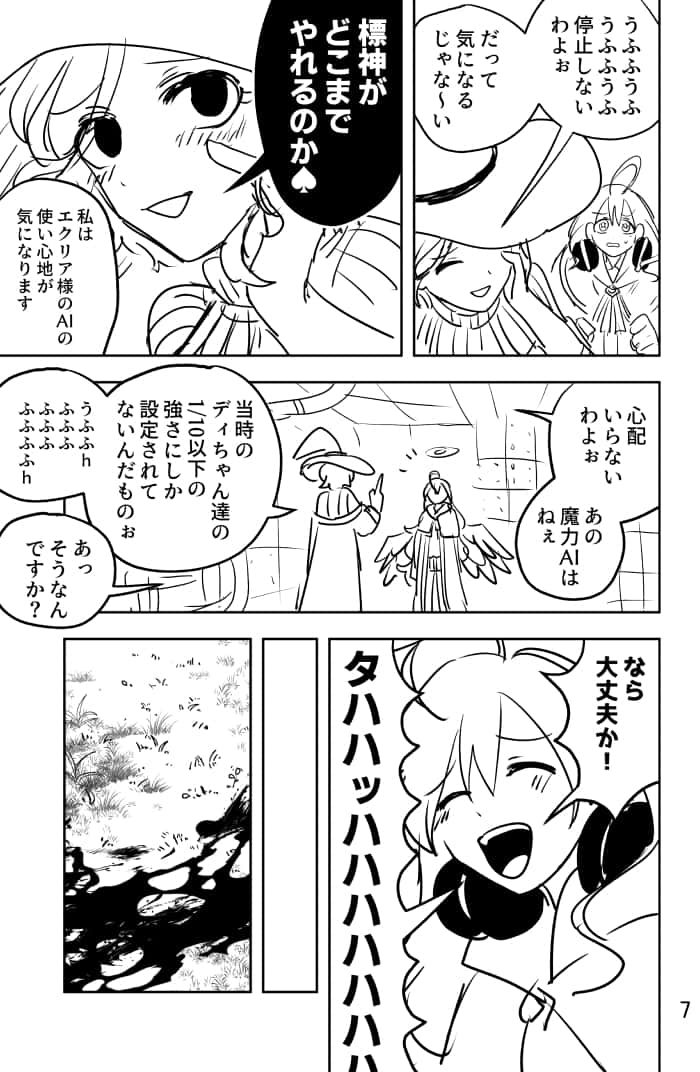 うふふうふ
うふふうふ
停止しない
わよぉ
だって
気になる
じゃな〜い
標神が
どこまで
やれるのか♠
私は
エクリア様のAIの
使い心地が
気になります
心配
いらない
わよぉ
あの
魔力AIは
ねぇ
当時の
ディちゃん達の
1/10以下の
強さにしか
設定されて
ないんだものぉ
うふふh
ふふふ
ふふふ
ふふふふh
あっ
そうなん
ですか?
なら
大丈夫か!
タハハッハハハハハハハ
7